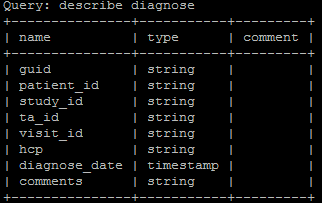 Query: describe diagnose
+---------------+-----------+---------+
| name          | type      | comment |
+---------------+-----------+---------+
| guid          | string    |         |
| patient_id    | string    |         |
| study_id      | string    |         |
| ta_id         | string    |         |
| visit_id      | string    |         |
| hcp           | string    |         |
| diagnose_date | timestamp |         |
| comments      | string    |         |
+---------------+-----------+---------+